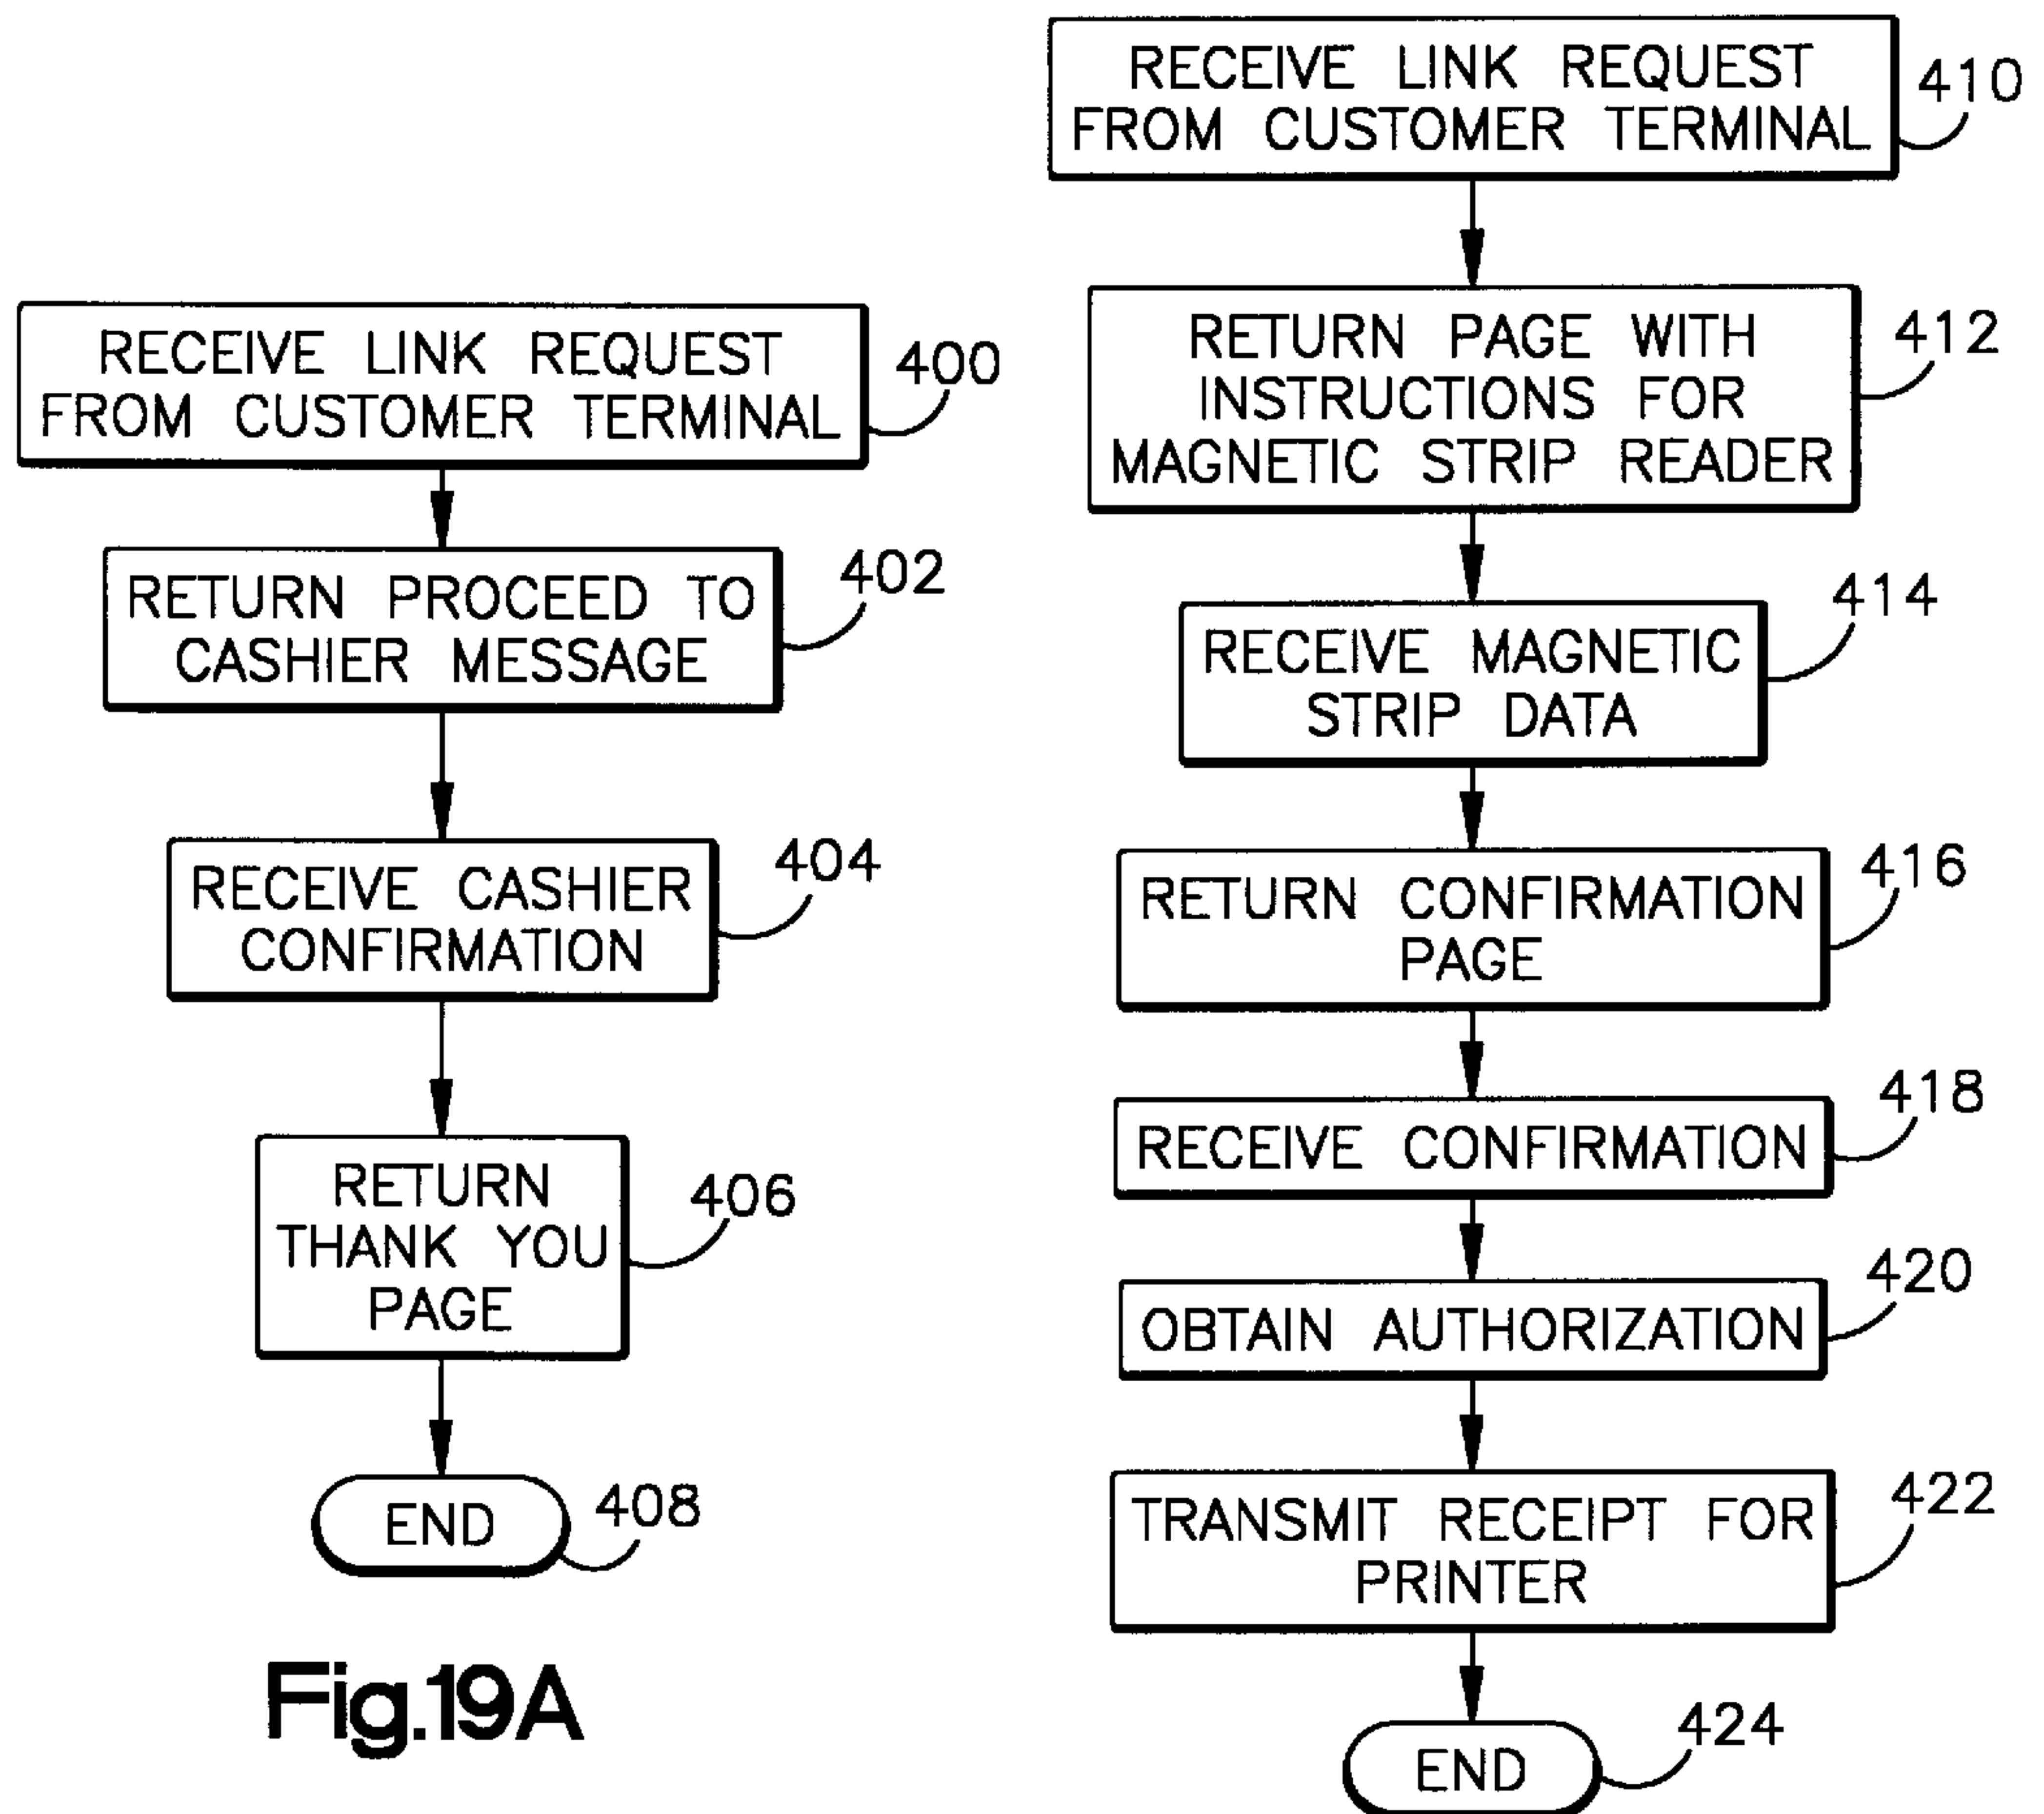 RECEIVE LINK REQUEST
FROM CUSTOMER TERMINAL
400
RETURN PROCEED TO
CASHIER MESSAGE
402
RECEIVE CASHIER
CONFIRMATION
404
RETURN
THANK YOU
PAGE
406
END
408
Fig.19A
RECEIVE LINK REQUEST
FROM CUSTOMER TERMINAL
410
RETURN PAGE WITH
INSTRUCTIONS FOR
MAGNETIC STRIP READER
412
RECEIVE MAGNETIC
STRIP DATA
414
RETURN CONFIRMATION
PAGE
416
RECEIVE CONFIRMATION
418
OBTAIN AUTHORIZATION
420
TRANSMIT RECEIPT FOR
PRINTER
422
END
424